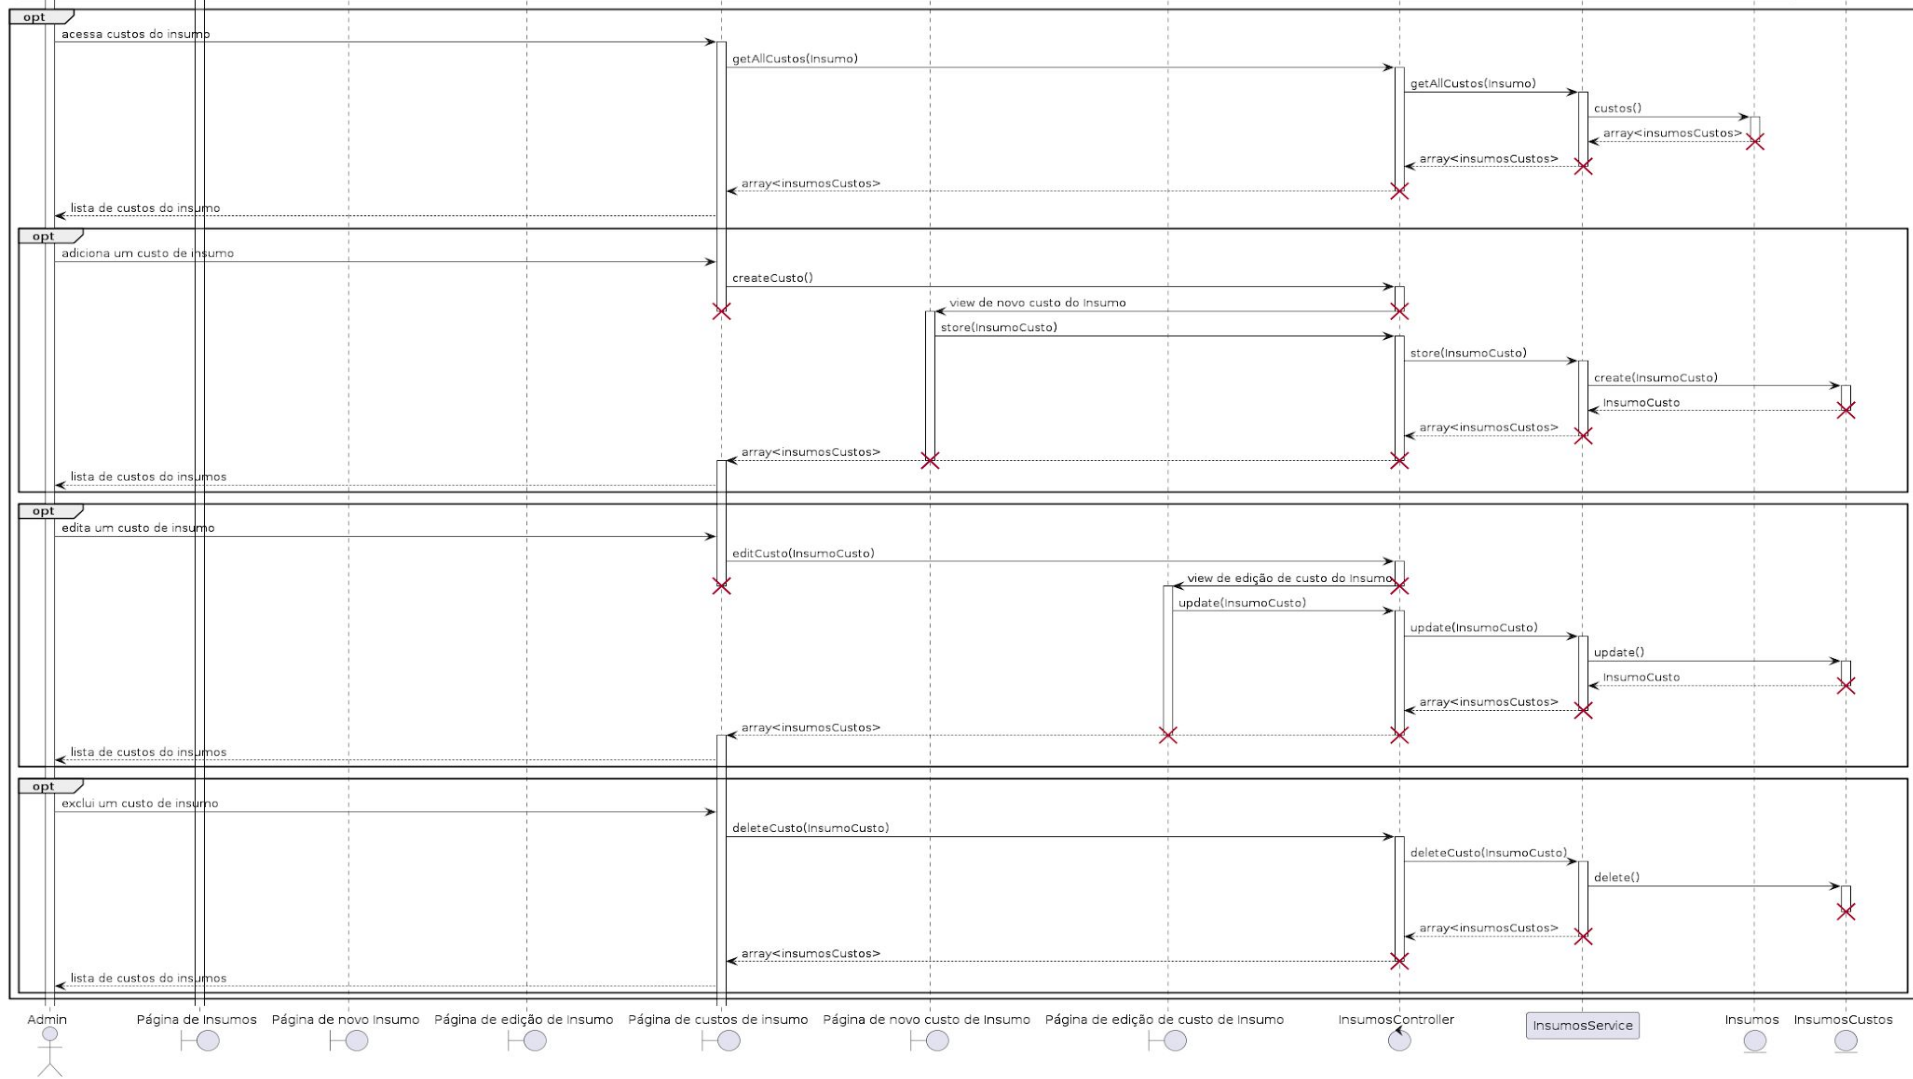 opt
acessa custos do insumo
getAllCustos(Insumo)
getAllCustos(Insumo)
custos()
array<insumosCustos>
array<insumosCustos>
array<insumosCustos>
lista de custos do insumo
opt
adiciona um custo de insumo
createCusto()
view de novo custo do Insumo
store(InsumoCusto)
store(InsumoCusto)
create(InsumoCusto)
InsumoCusto
array<insumosCustos>
array<insumosCustos>
lista de custos do insumos
opt
edita um custo de insumo
editCusto(InsumoCusto)
view de edição de custo do Insumo
update(InsumoCusto)
update(InsumoCusto)
update()
InsumoCusto
array<insumosCustos>
array<insumosCustos>
lista de custos do insumos
opt
exclui um custo de insumo
deleteCusto(InsumoCusto)
deleteCusto(InsumoCusto)
delete()
array<insumosCustos>
array<insumosCustos>
lista de custos do insumos
Admin
Página de Insumos
Página de novo Insumo
Página de edição de Insumo
Página de custos de insumo
Página de novo custo de Insumo
Página de edição de custo de Insumo
InsumosController
InsumosService
Insumos
InsumosCustos